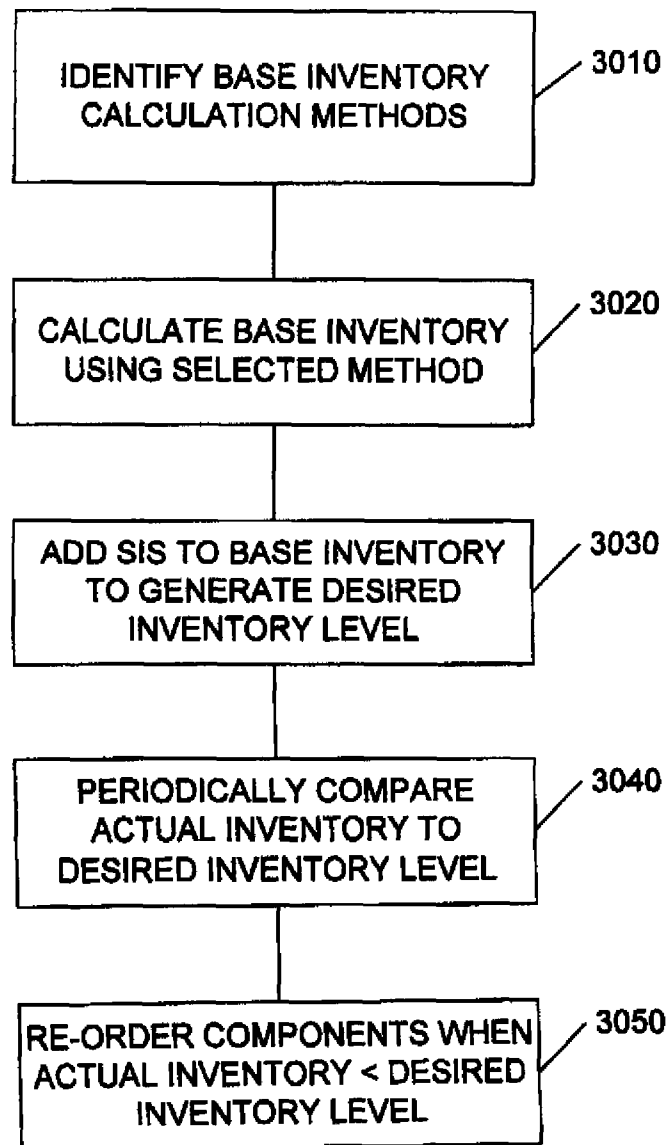 IDENTIFY BASE INVENTORY
CALCULATION METHODS
3010
CALCULATE BASE INVENTORY
USING SELECTED METHOD
3020
ADD SIS TO BASE INVENTORY
TO GENERATE DESIRED
INVENTORY LEVEL
3030
PERIODICALLY COMPARE
ACTUAL INVENTORY TO
DESIRED INVENTORY LEVEL
3040
RE-ORDER COMPONENTS WHEN
ACTUAL INVENTORY < DESIRED
INVENTORY LEVEL
3050